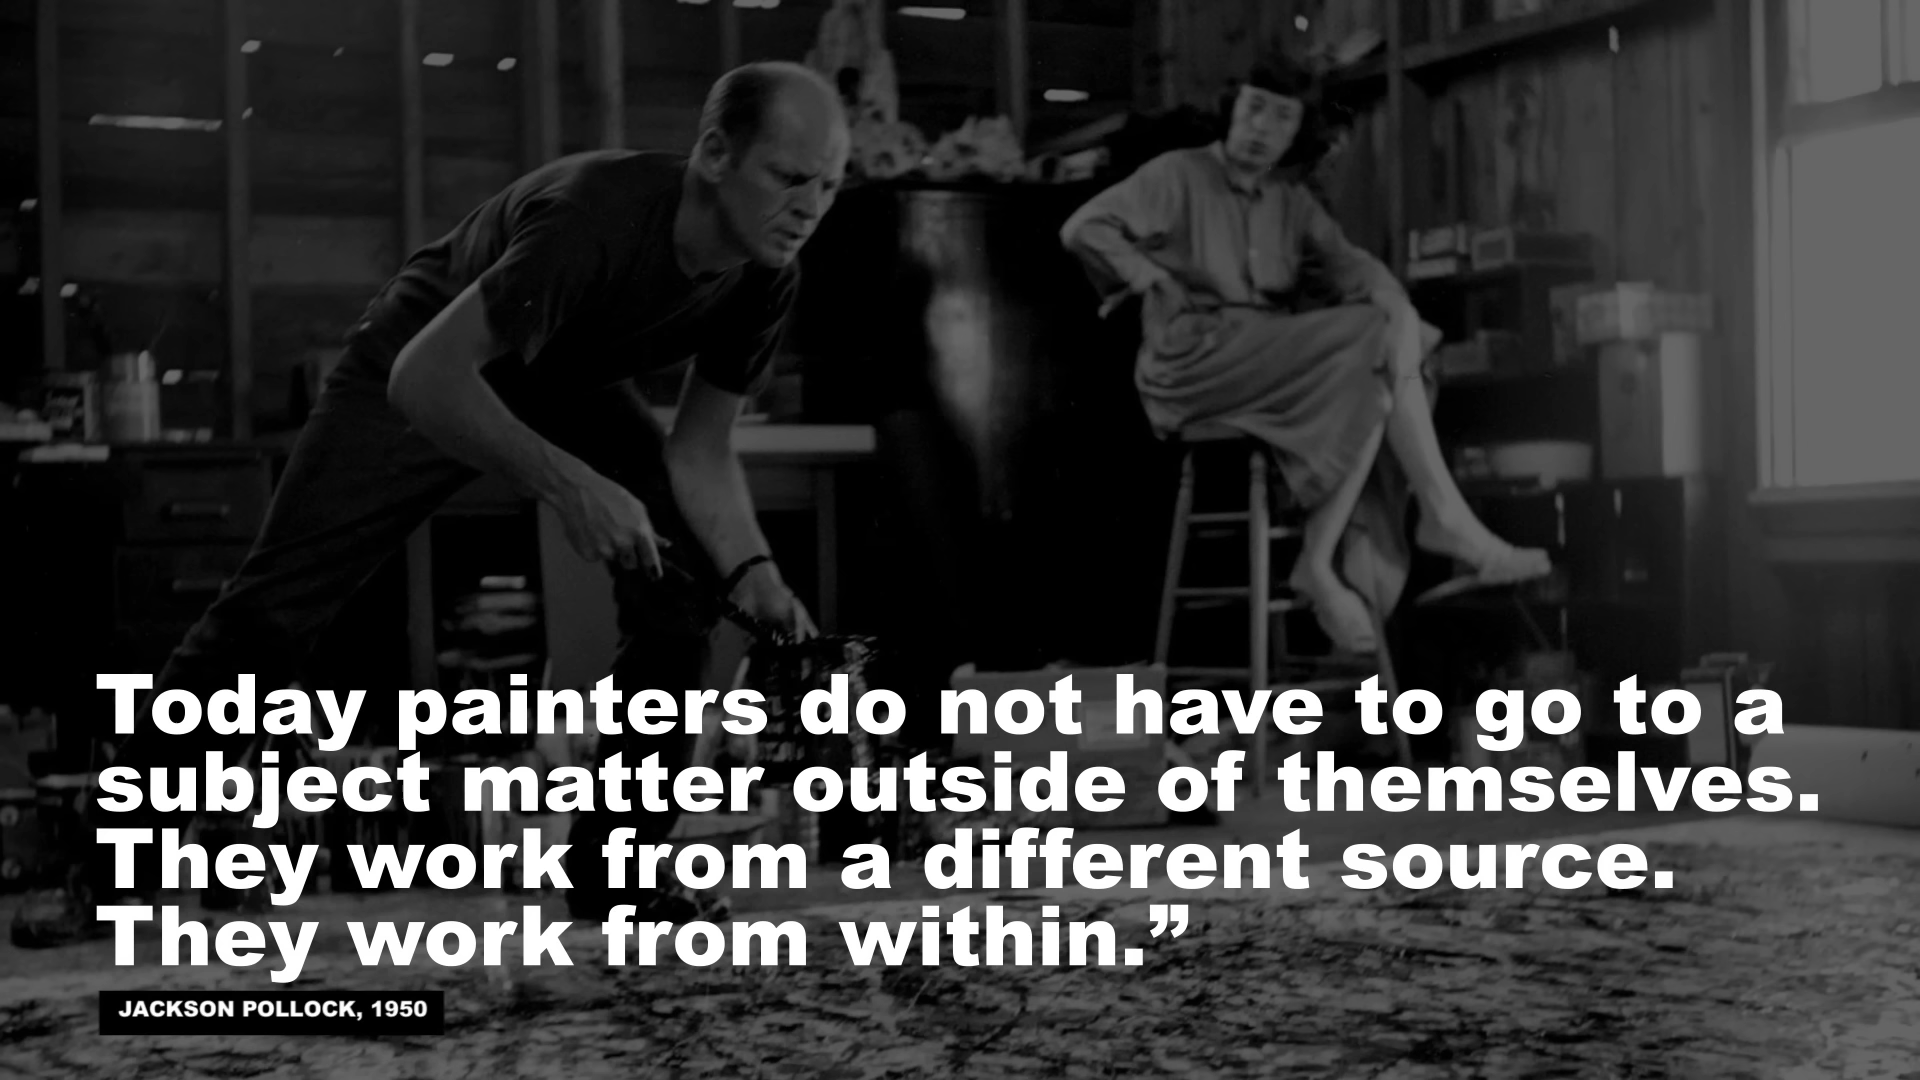 Today painters do not have to go to a
subject matter outside of themselves.
They work from a different source.
They work from within.”
JACKSON POLLOCK, 1950